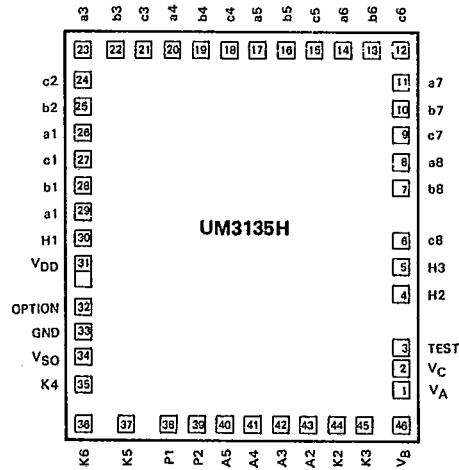 a3 b3 c3 a4 b4 c4 a5 b5 c5 a6 b6 c6
23 22 21 20 19 18 17 16 15 14 13 12
c2 24 11 a7
b2 25 10 b7
a1 26 9 c7
c1 27 8 a8
b1 28 7 b8
a1 29
UM3135H
H1 30 6 c8
VDD 31 5 H3
4 H2
OPTION 32
GND 33
3 TEST
VSO 34 2 VC
K4 35 1 VA
36 37 38 39 40 41 42 43 44 45 46
K6 K5 P1 P2 A5 A4 A3 A2 K2 K3 VB